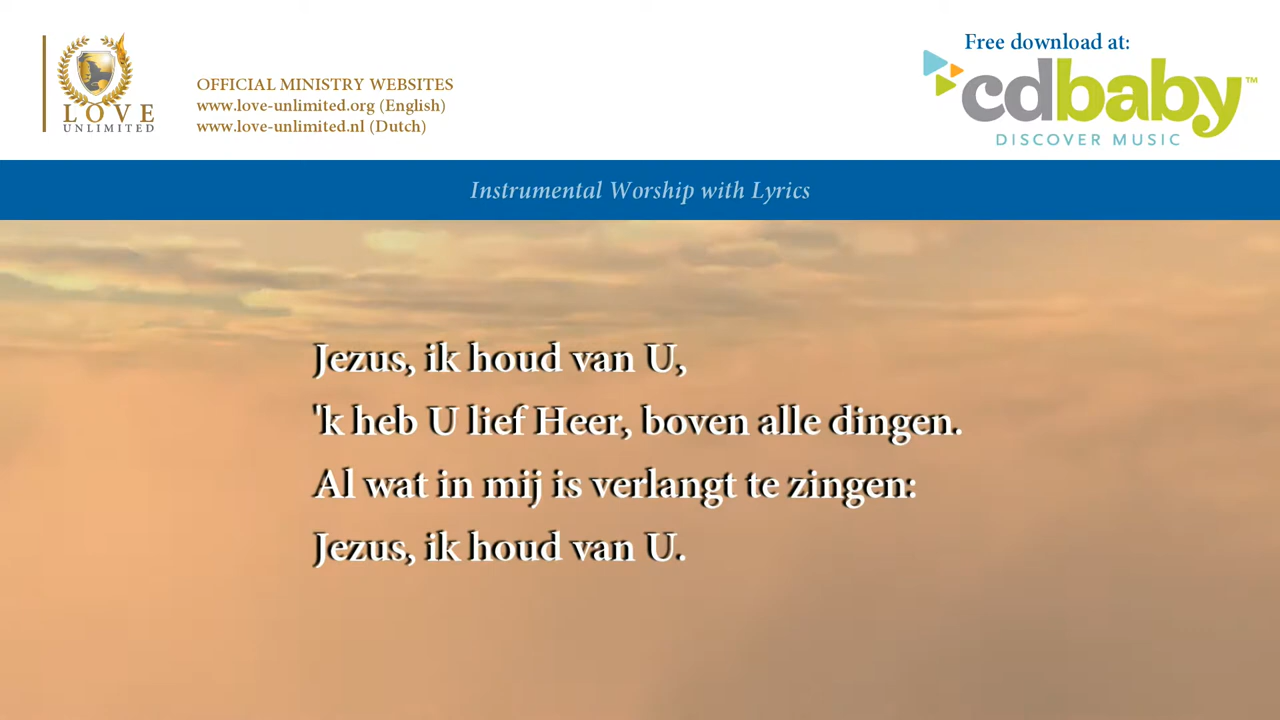 LOVE
UNLIMITED
OFFICIAL MINISTRY WEBSITES
www.love-unlimited.org (English)
www.love-unlimited.nl (Dutch)
Free download at:
cdbaby™
DISCOVER MUSIC
Instrumental Worship with Lyrics
Jezus, ik houd van U,
'k heb U lief Heer, boven alle dingen.
Al wat in mij is verlangt te zingen:
Jezus, ik houd van U.